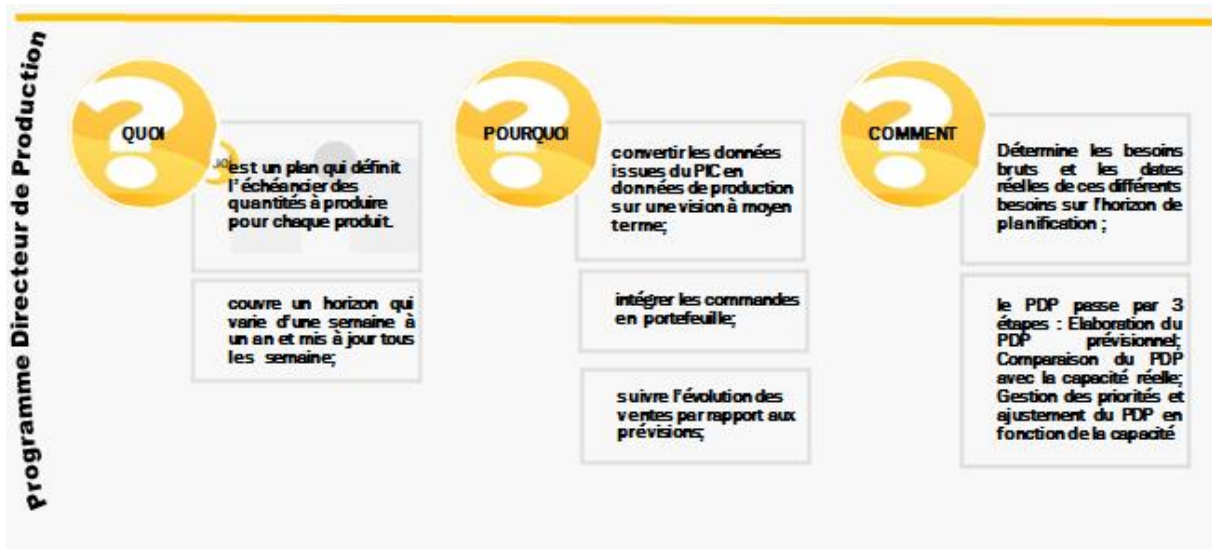 Programme Directeur de Production
QUOI
est un plan qui définit
l'échéancier des
quantités à produire
pour chaque produit.
couvre un horizon qui
varie d'une semaine à
un an et mis à jour tous
les semaine;
POURQUOI
convertir les données
issues du PIC en
données de production
sur une vision à moyen
terme;
intégrer les commandes
en portefeuille;
suivre l'évolution des
ventes par rapport aux
prévisions;
COMMENT
Détermine les besoins
bruts et les dates
réelles de ces différents
besoins sur l'horizon de
planification ;
le PDP passe par 3
étapes : Elaboration du
PDP prévisionnel;
Comparaison du PDP
avec la capacité réelle;
Gestion des priorités et
ajustement du PDP en
fonction de la capacité